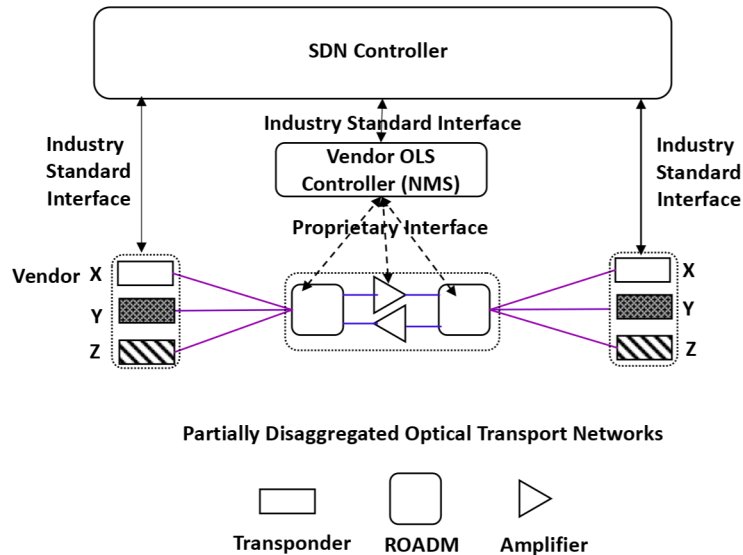 SDN Controller
Industry
Standard
Interface
Industry Standard Interface
Industry
Standard
Interface
Vendor OLS
Controller (NMS)
Proprietary Interface
Vendor X
Y
Z
X
Y
Z
Partially Disaggregated Optical Transport Networks
Transponder
ROADM
Amplifier